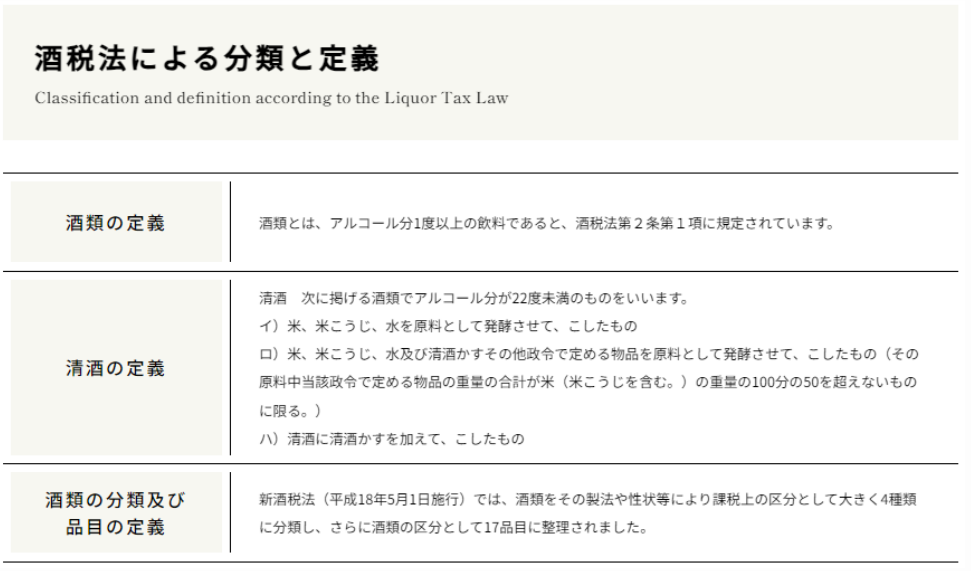 酒税法による分類と定義
Classification and definition according to the Liquor Tax Law
酒類の定義
酒類とは、アルコール分1度以上の飲料であると、酒税法第２条第１項に規定されています。
清酒の定義
清酒　次に掲げる酒類でアルコール分が22度未満のものをいいます。
イ）米、米こうじ、水を原料として発酵させて、こしたもの
ロ）米、米こうじ、水及び清酒かすその他政令で定める物品を原料として発酵させて、こしたもの（その
原料中当該政令で定める物品の重量の合計が米（米こうじを含む。）の重量の100分の50を超えないもの
に限る。）
ハ）清酒に清酒かすを加えて、こしたもの
酒類の分類及び
品目の定義
新酒税法（平成18年5月1日施行）では、酒類をその製法や性状等により課税上の区分として大きく4種類
に分類し、さらに酒類の区分として17品目に整理されました。